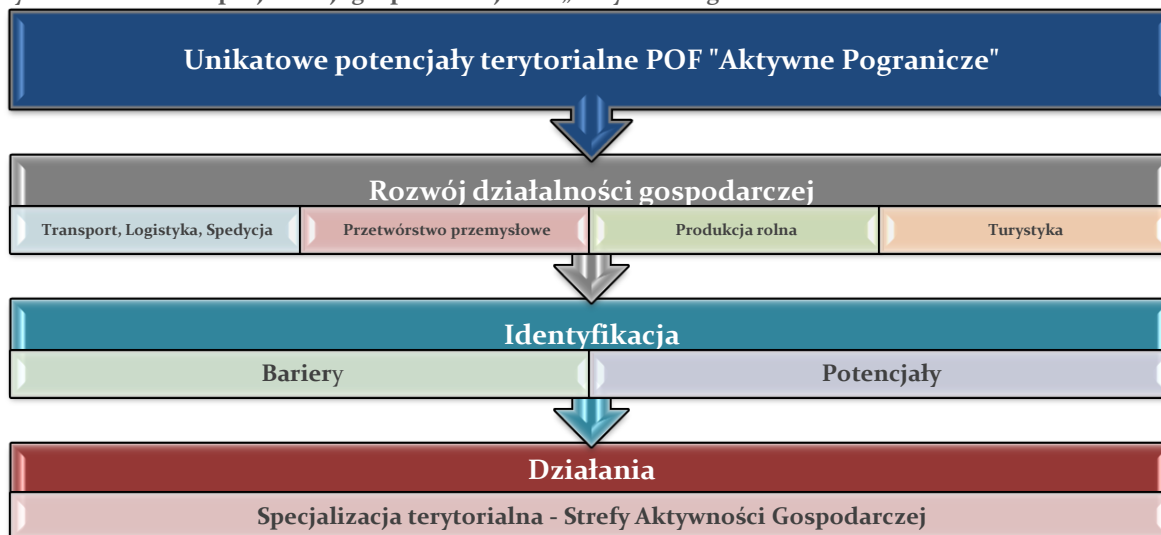 Unikatowe potencjały terytorialne POF "Aktywne Pogranicze"
Rozwój działalności gospodarczej
Transport, Logistyka, Spedycja
Przetwórstwo przemysłowe
Produkcja rolna
Turystyka
Identyfikacja
Bariery
Potencjały
Działania
Specjalizacja terytorialna - Strefy Aktywności Gospodarczej